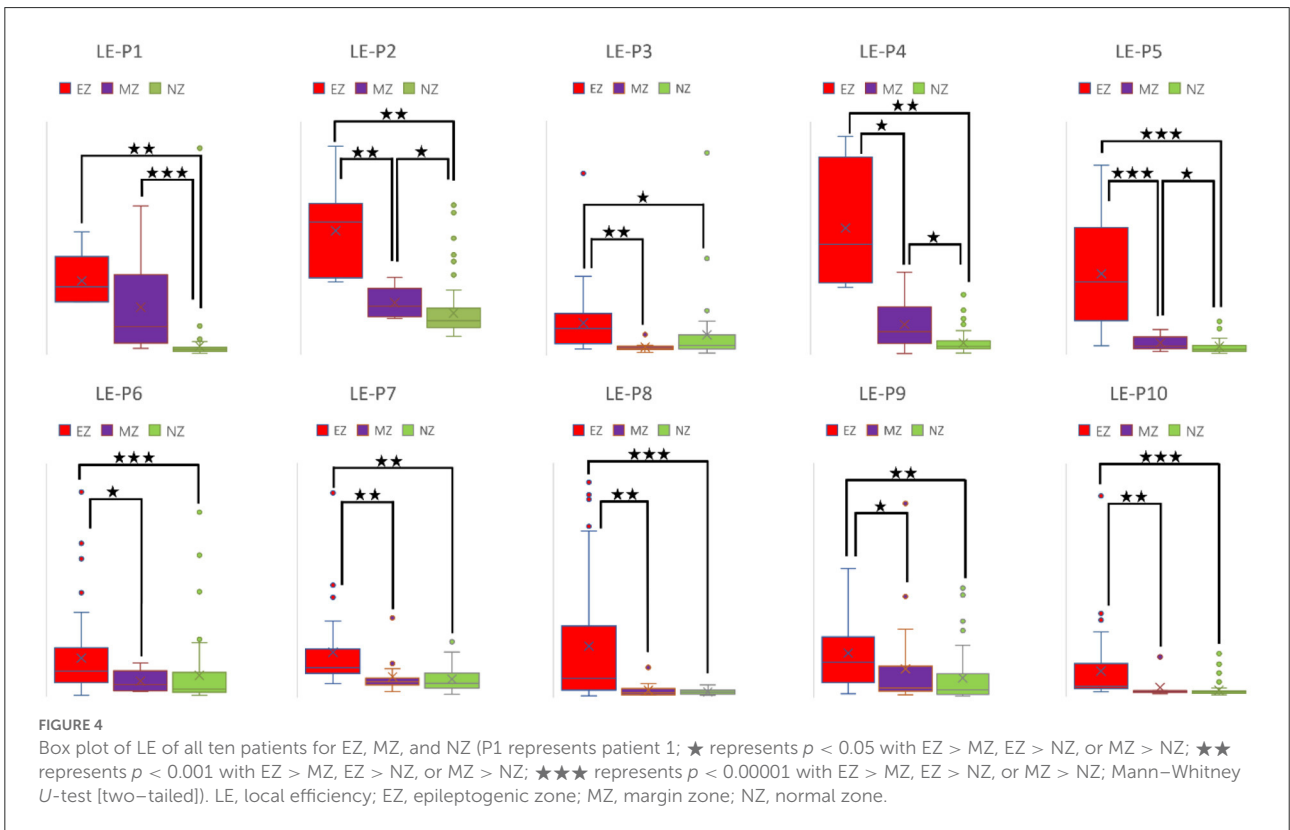 LE-P1 LE-P2 LE-P3 LE-P4 LE-P5
EZ MZ NZ EZ MZ NZ EZ MZ NZ EZ MZ NZ EZ MZ NZ
★★ ★★★
★★ ★★ ★
★ ★★
★★ ★ ★
★★★ ★★★ ★
LE-P6 LE-P7 LE-P8 LE-P9 LE-P10
EZ MZ NZ EZ MZ NZ EZ MZ NZ EZ MZ NZ EZ MZ NZ
★★★ ★
★★ ★★
★★★ ★★
★★ ★
★★★ ★★
FIGURE 4
Box plot of LE of all ten patients for EZ, MZ, and NZ (P1 represents patient 1; ★ represents p < 0.05 with EZ > MZ, EZ > NZ, or MZ > NZ; ★★
represents p < 0.001 with EZ > MZ, EZ > NZ, or MZ > NZ; ★★★ represents p < 0.00001 with EZ > MZ, EZ > NZ, or MZ > NZ; Mann–Whitney
U-test [two–tailed]). LE, local efficiency; EZ, epileptogenic zone; MZ, margin zone; NZ, normal zone.